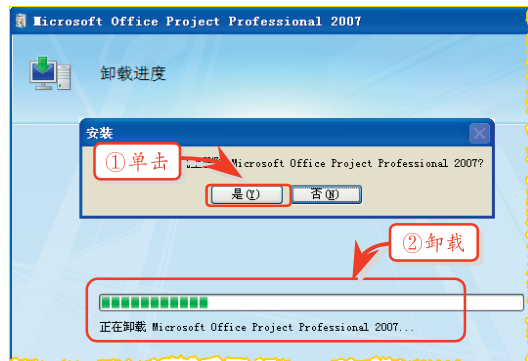 Microsoft Office Project Professional 2007
卸载进度
安装
Microsoft Office Project Professional 2007?
①单击
是(Y) 否(N)
②卸载
正在卸载 Microsoft Office Project Professional 2007...